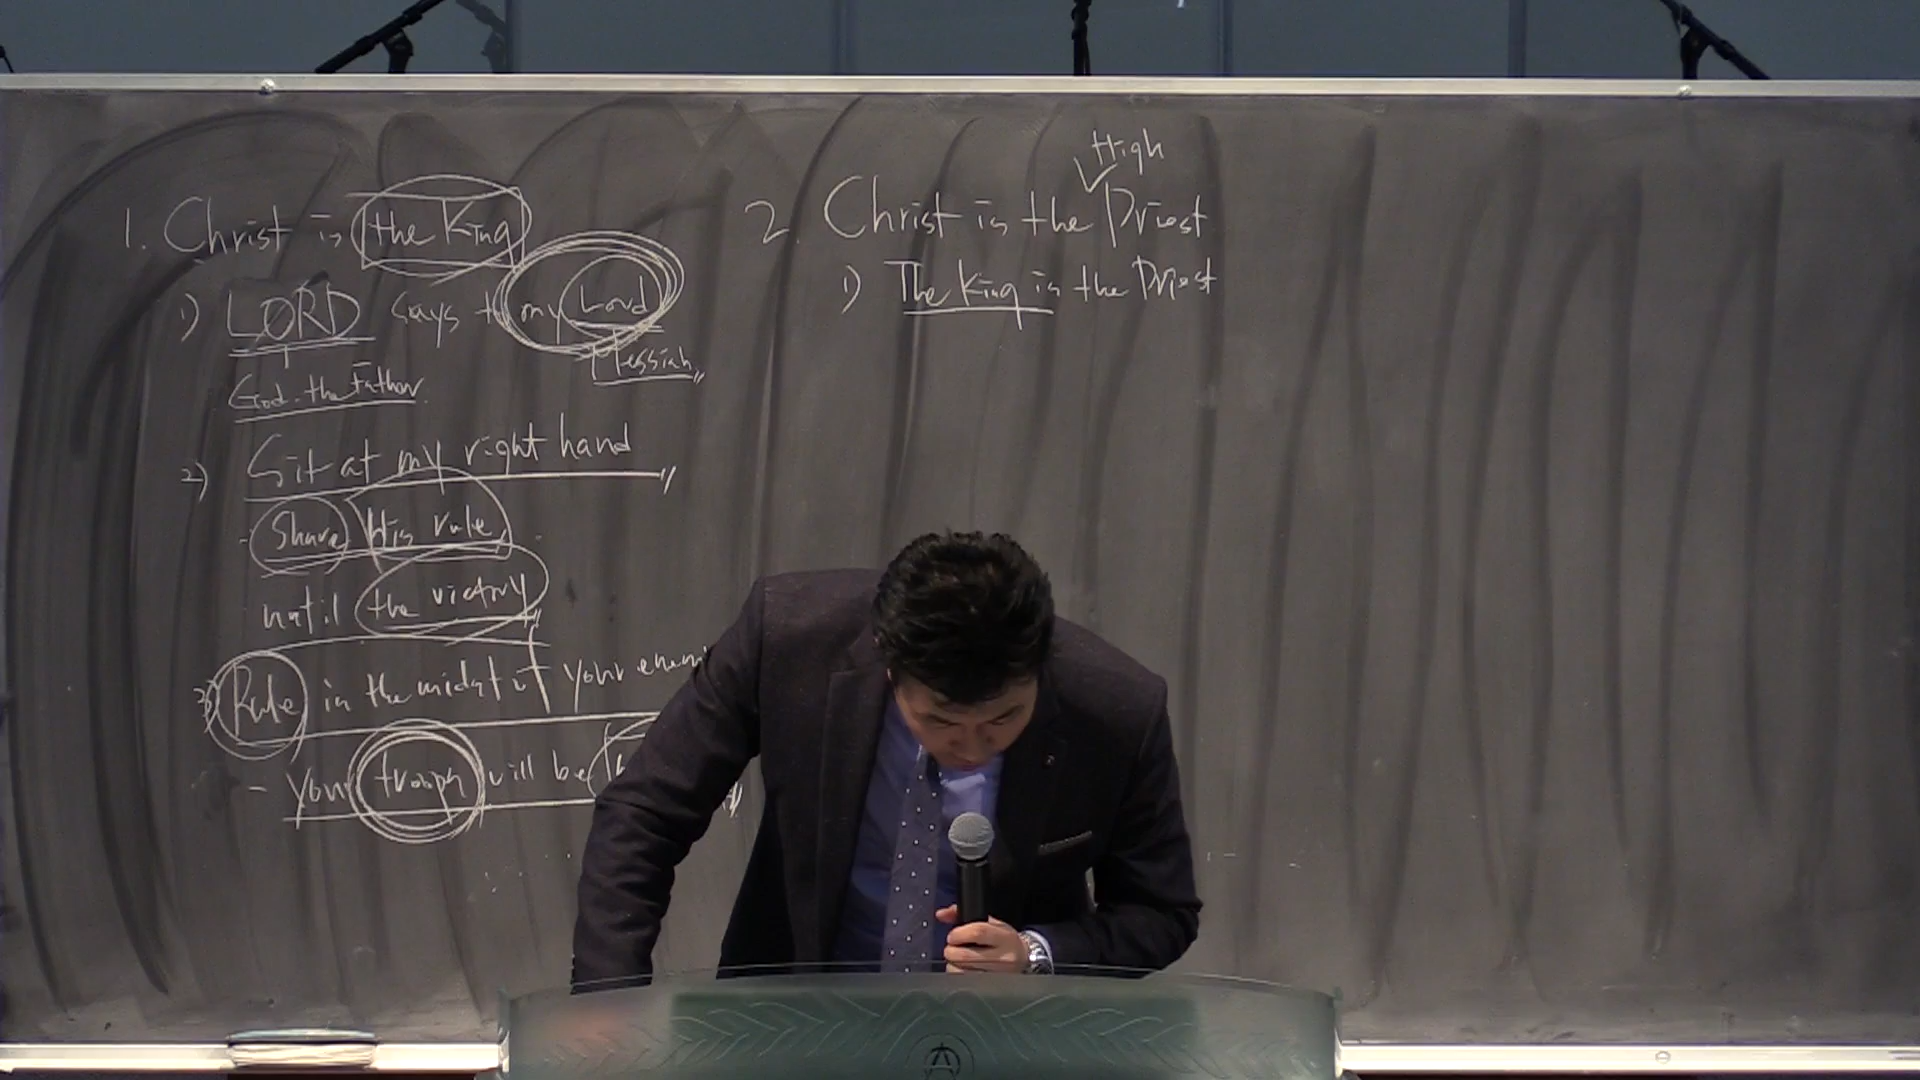 1. Christ is the King
1) LORD says to my Lord
Messiah
God the Father
2) Sit at my right hand
- Share His rule
until the victory
3) Rule in the midst of your
- Your troops will be
2. Christ is the High Priest
1) The King is the Priest